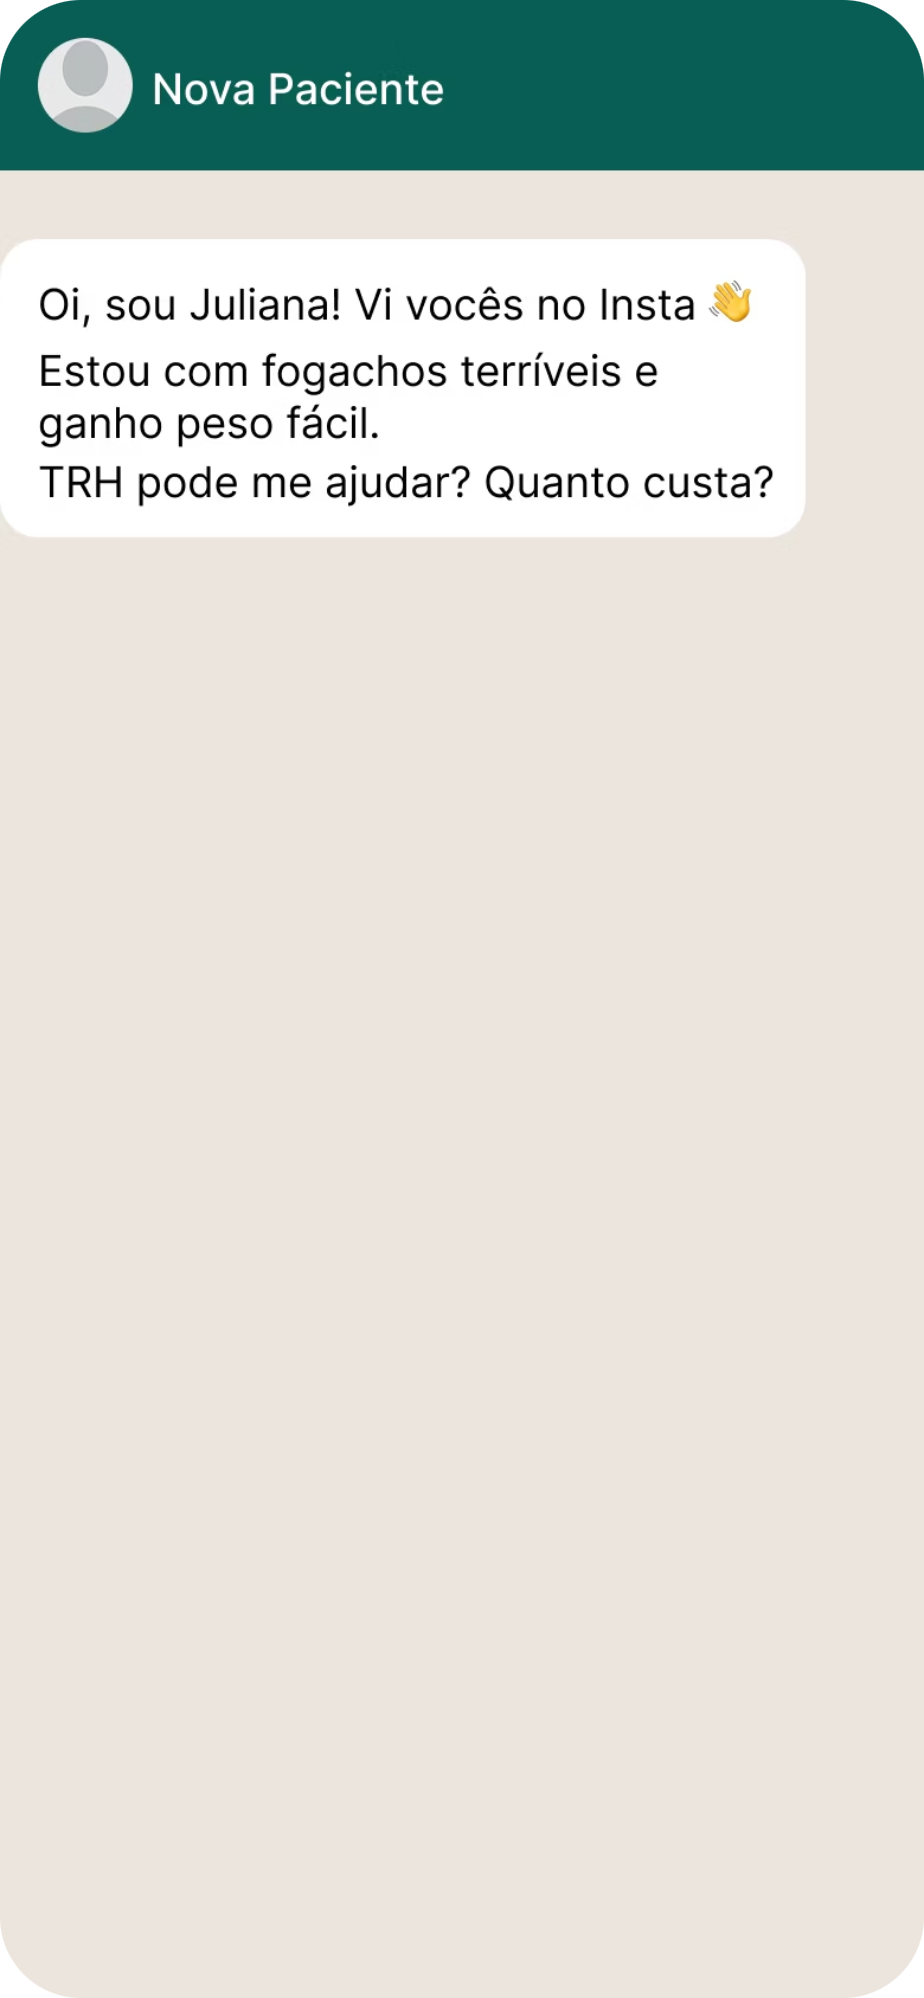 Nova Paciente
Oi, sou Juliana! Vi vocês no Insta 👋
Estou com fogachos terríveis e
ganho peso fácil.
TRH pode me ajudar? Quanto custa?